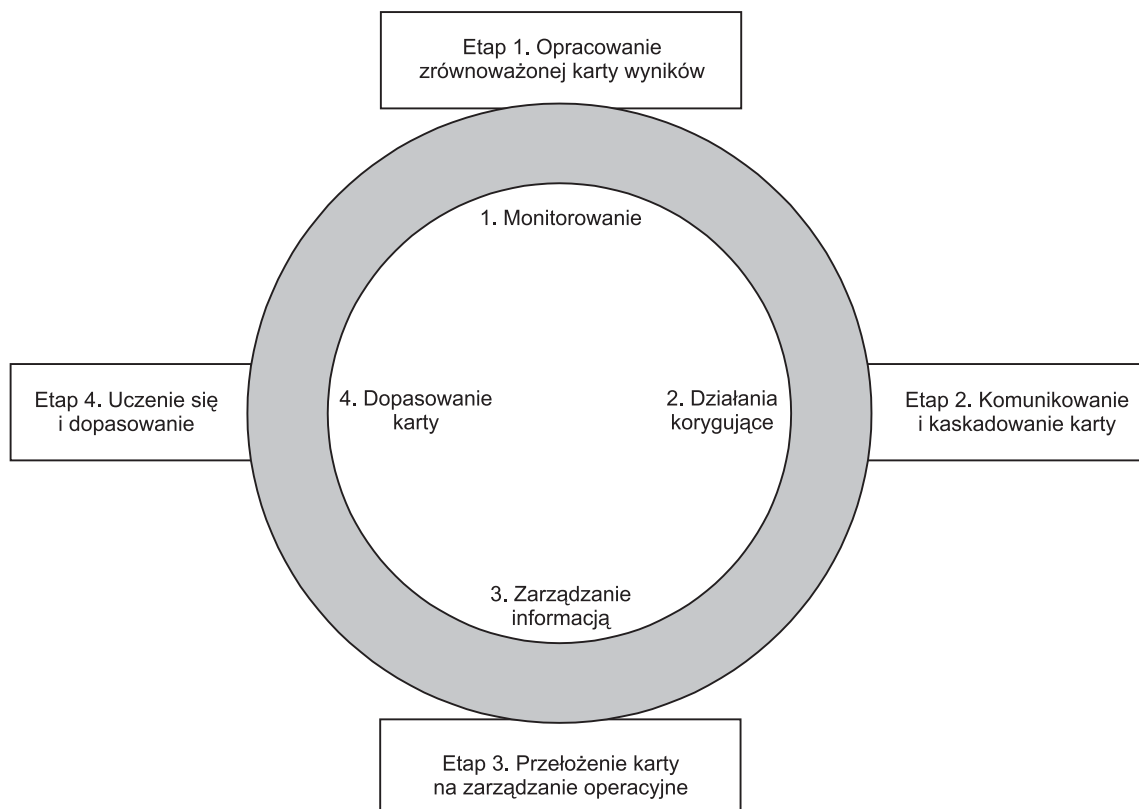 Etap 1. Opracowanie
zrównoważonej karty wyników
1. Monitorowanie
Etap 4. Uczenie się
i dopasowanie
4. Dopasowanie
karty
2. Działania
korygujące
Etap 2. Komunikowanie
i kaskadowanie karty
3. Zarządzanie
informacją
Etap 3. Przełożenie karty
na zarządzanie operacyjne